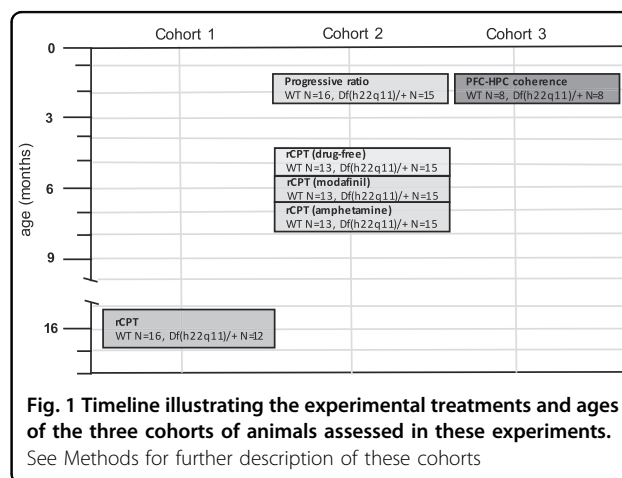 Cohort 1 Cohort 2 Cohort 3
0
Progressive ratio
WT N=16, Df(h22q11)/+ N=15
PFC-HPC coherence
WT N=8, Df(h22q11)/+ N=8
3
rCPT (drug-free)
WT N=13, Df(h22q11)/+ N=15
6
rCPT (modafinil)
WT N=13, Df(h22q11)/+ N=15
rCPT (amphetamine)
WT N=13, Df(h22q11)/+ N=15
9
age (months)
16
rCPT
WT N=16, Df(h22q11)/+ N=12
Fig. 1 Timeline illustrating the experimental treatments and ages
of the three cohorts of animals assessed in these experiments.
See Methods for further description of these cohorts